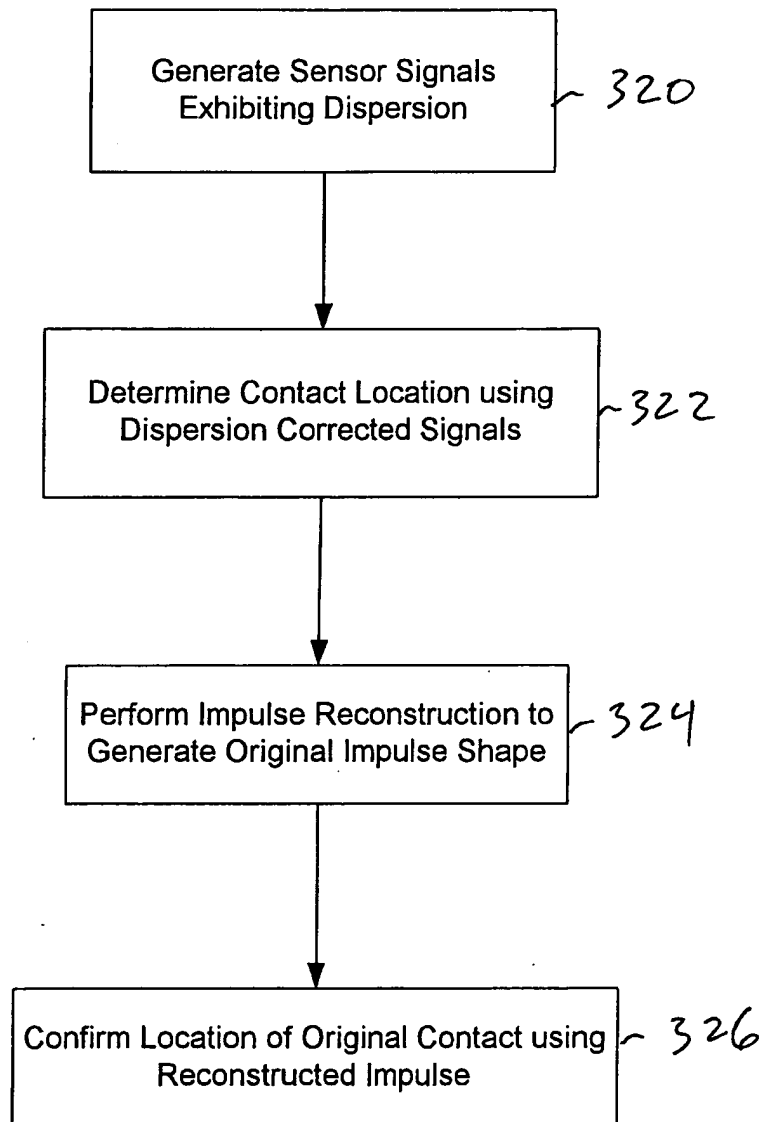 Generate Sensor Signals
Exhibiting Dispersion
320
Determine Contact Location using
Dispersion Corrected Signals
322
Perform Impulse Reconstruction to
Generate Original Impulse Shape
324
Confirm Location of Original Contact using
Reconstructed Impulse
326